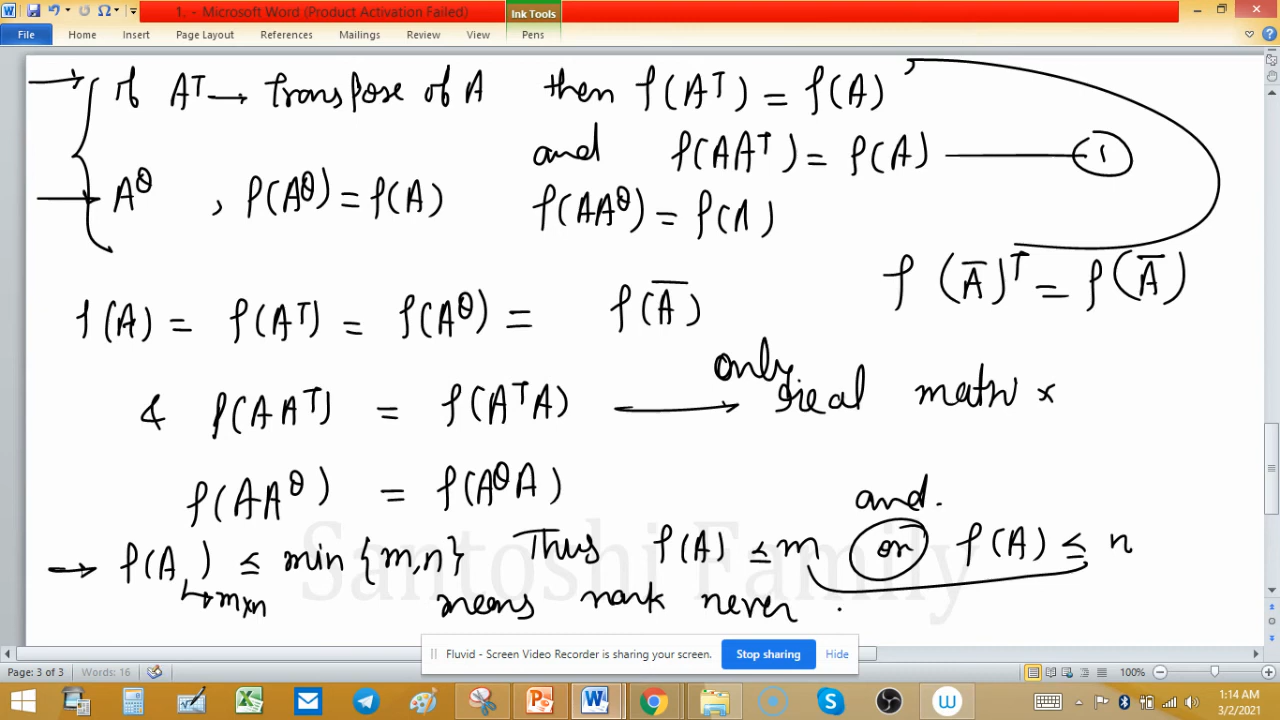 1. - Microsoft Word (Product Activation Failed)
Ink Tools
File Home Insert Page Layout References Mailings Review View Pens
→ If Aᵀ → transpose of A then ρ(Aᵀ) = ρ(A)
and ρ(AAᵀ) = ρ(A) — ①
→ A^θ , ρ(A^θ) = ρ(A) ρ(AA^θ) = ρ(A)
ρ (Ā)ᵀ = ρ(Ā)
ρ(A) = ρ(Aᵀ) = ρ(A^θ) = ρ(Ā)
& ρ(AAᵀ) = ρ(AᵀA) → only real matrix
ρ(AA^θ) = ρ(A^θA)
and.
→ ρ(A ) ≤ min {m,n} Thus ρ(A) ≤ m or ρ(A) ≤ n
↳ m×n means rank never
Santoshi Family
Fluvid - Screen Video Recorder is sharing your screen. Stop sharing Hide
Page: 3 of 3 Words: 16 100%
1:14 AM
3/2/2021